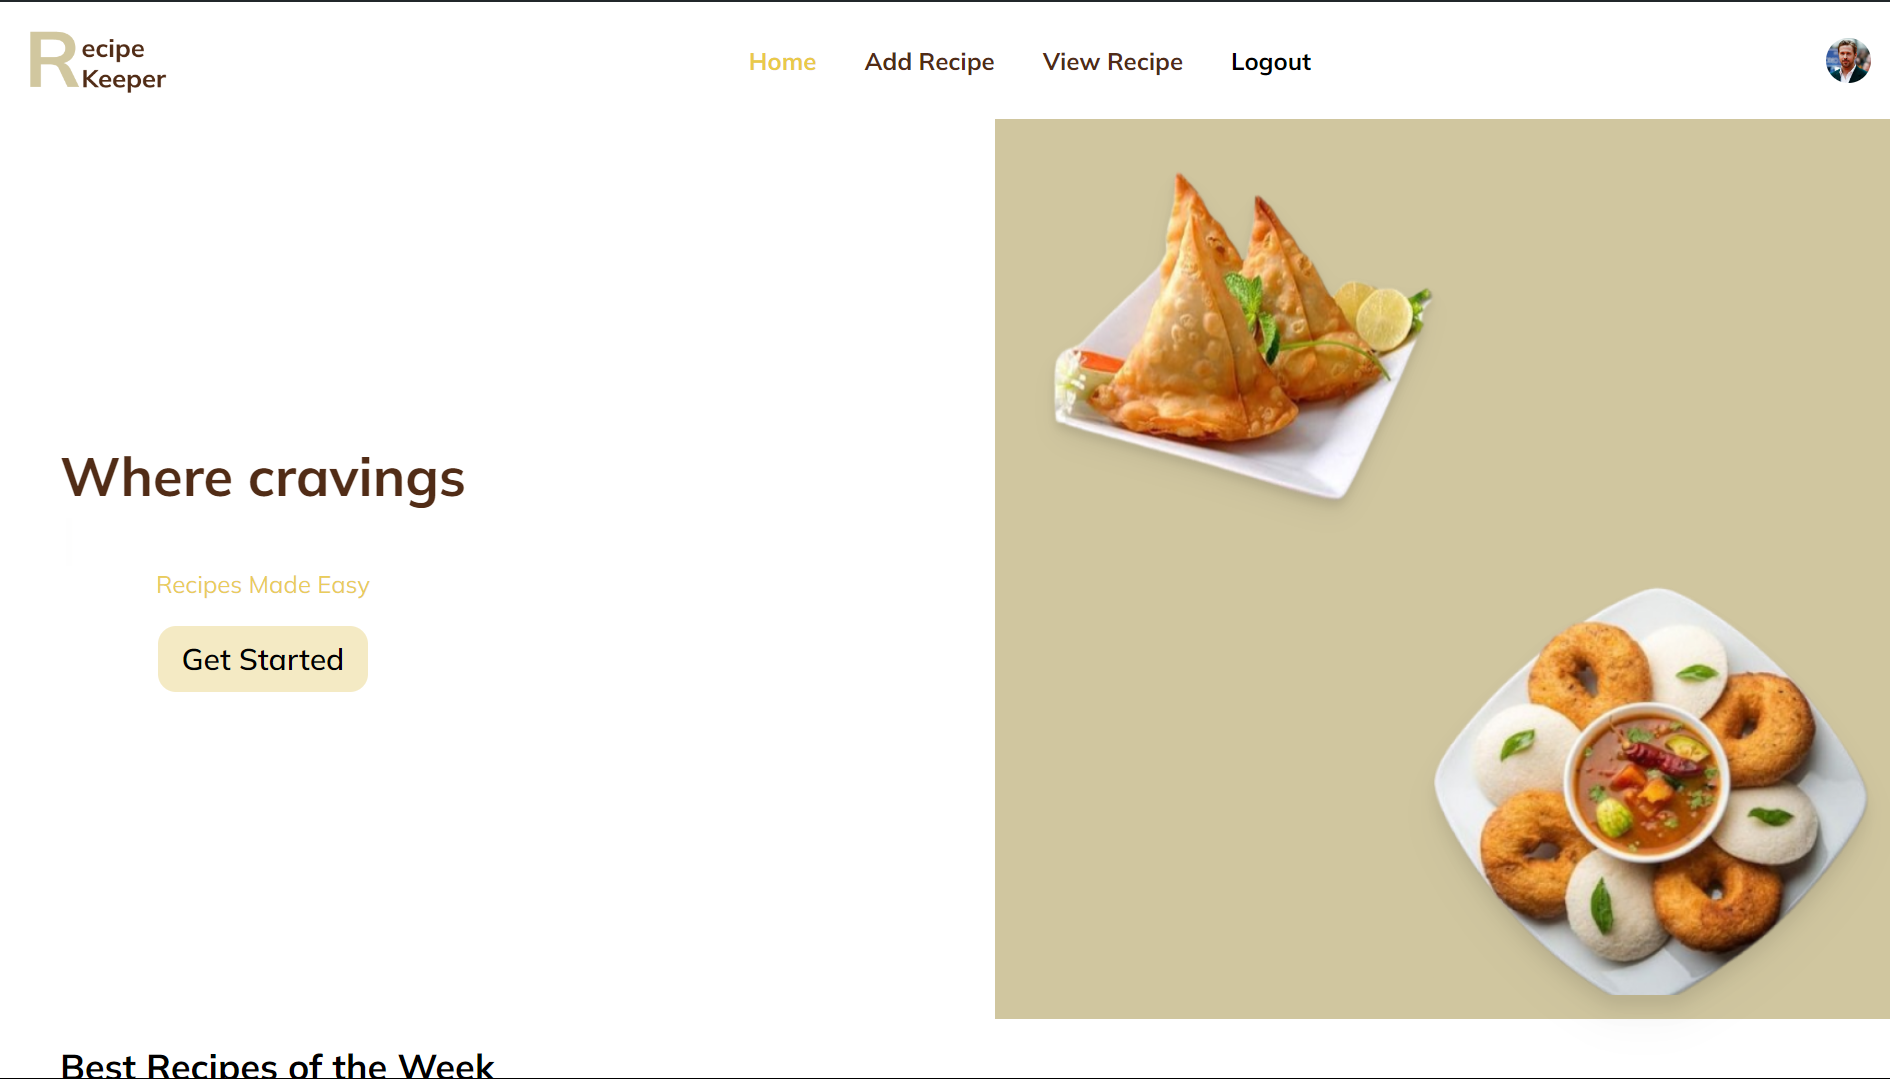 Recipe
Keeper
Home Add Recipe View Recipe Logout
Where cravings
Recipes Made Easy
Get Started
Best Recipes of the Week